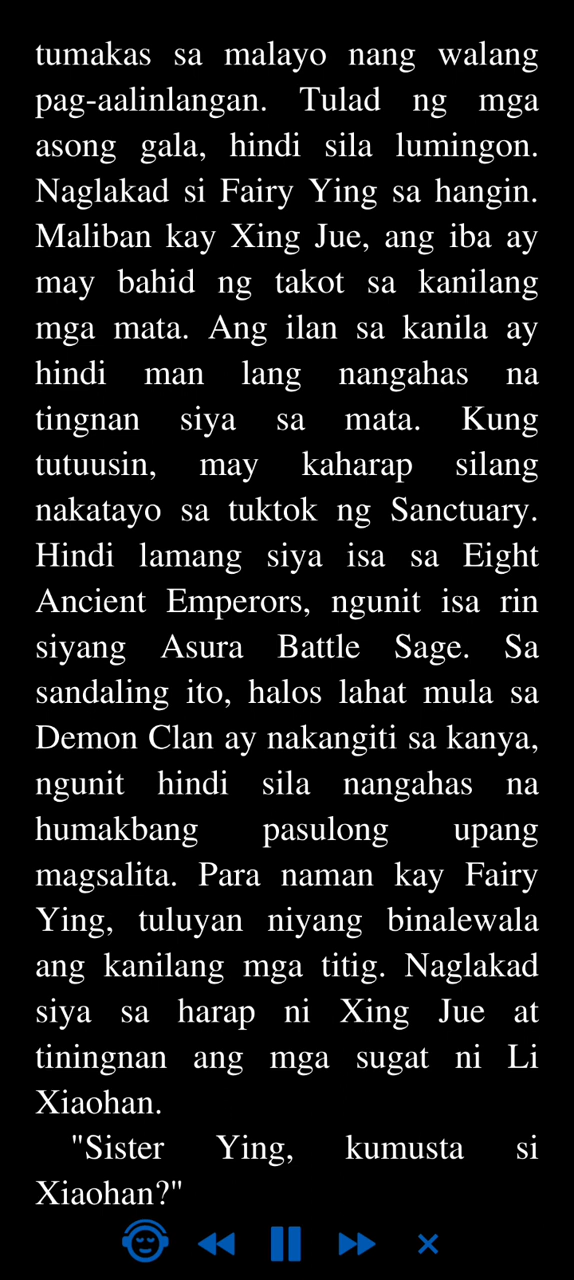 tumakas sa malayo nang walang
pag-aalinlangan. Tulad ng mga
asong gala, hindi sila lumingon.
Naglakad si Fairy Ying sa hangin.
Maliban kay Xing Jue, ang iba ay
may bahid ng takot sa kanilang
mga mata. Ang ilan sa kanila ay
hindi man lang nangahas na
tingnan siya sa mata. Kung
tutuusin, may kaharap silang
nakatayo sa tuktok ng Sanctuary.
Hindi lamang siya isa sa Eight
Ancient Emperors, ngunit isa rin
siyang Asura Battle Sage. Sa
sandaling ito, halos lahat mula sa
Demon Clan ay nakangiti sa kanya,
ngunit hindi sila nangahas na
humakbang pasulong upang
magsalita. Para naman kay Fairy
Ying, tuluyan niyang binalewala
ang kanilang mga titig. Naglakad
siya sa harap ni Xing Jue at
tiningnan ang mga sugat ni Li
Xiaohan.
"Sister Ying, kumusta si
Xiaohan?"